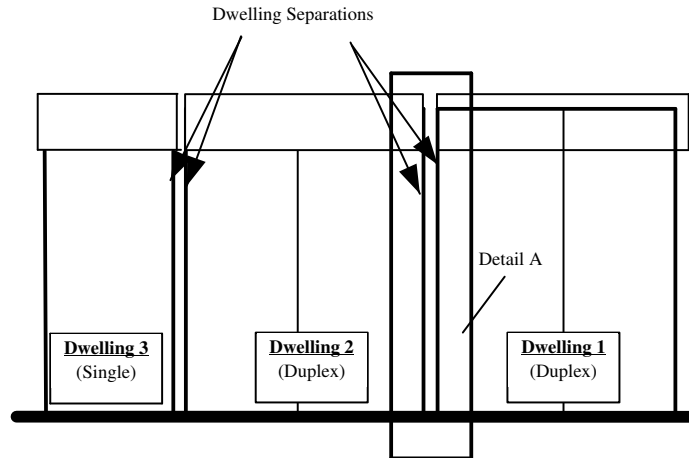 Dwelling Separations
Detail A
Dwelling 3
(Single)
Dwelling 2
(Duplex)
Dwelling 1
(Duplex)